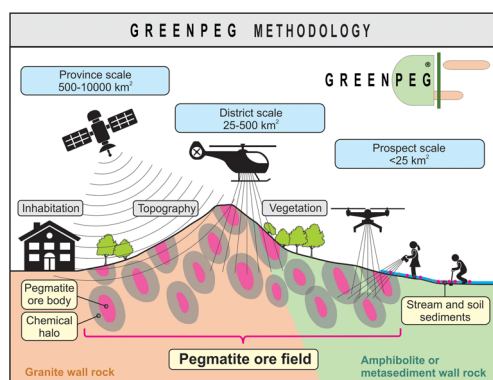 GREENPEG METHODOLOGY
Province scale
500-10000 km²
GREENPEG
®
District scale
25-500 km²
Prospect scale
<25 km²
Inhabitation
Topography
Vegetation
Pegmatite
ore body
Chemical
halo
Stream and soil
sediments
Pegmatite ore field
Granite wall rock
Amphibolite or
metasediment wall rock